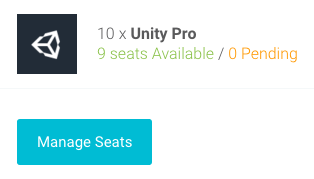 10 x Unity Pro
9 seats Available / 0 Pending
Manage Seats